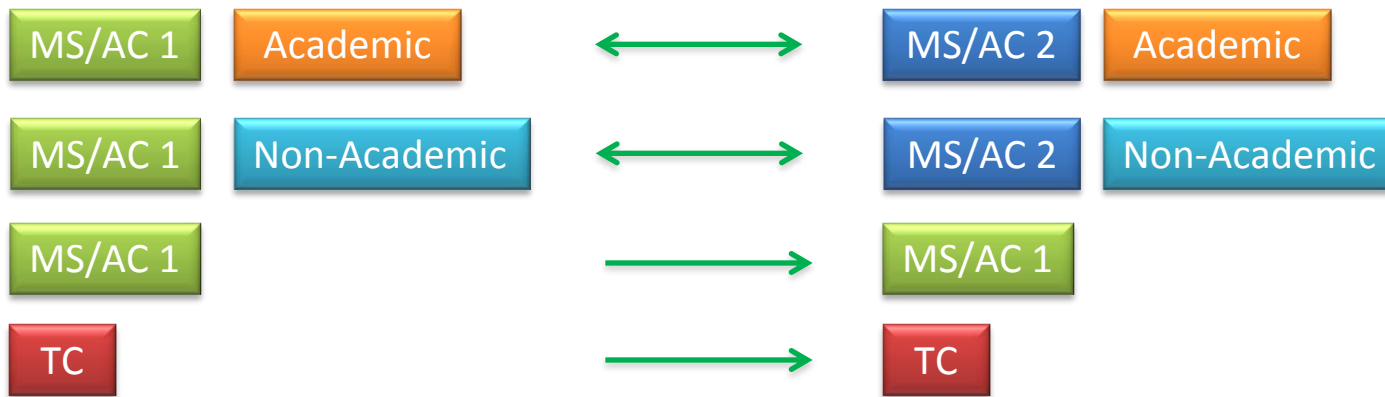 MS/AC 1 Academic MS/AC 2 Academic
MS/AC 1 Non-Academic MS/AC 2 Non-Academic
MS/AC 1 MS/AC 1
TC TC